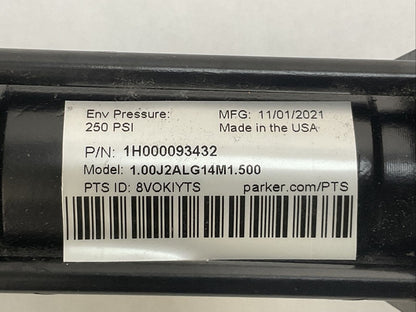 Env Pressure: MFG: 11/01/2021
250 PSI Made in the USA
P/N: 1H000093432
Model: 1.00J2ALG14M1.500
PTS ID: 8VOKIYTS parker.com/PTS